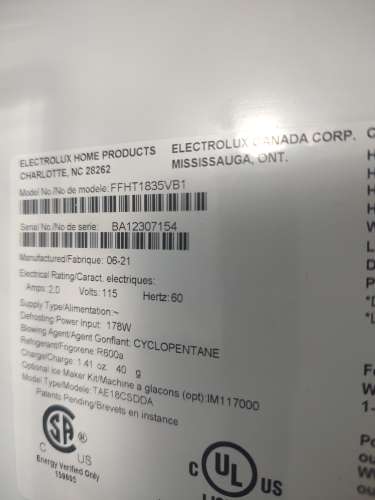 ELECTROLUX HOME PRODUCTS
CHARLOTTE, NC 28262
ELECTROLUX CANADA CORP.
MISSISSAUGA, ONT.
Model No./No de modele: FFHT1835VB1
Serial No./No de serie: BA12307154
Manufactured/Fabrique: 06-21
Electrical Rating/Caract. electriques:
Amps: 2.0 Volts: 115 Hertz: 60
Supply Type/Alimentation:~
Defrosting Power Input: 178W
Blowing Agent/Agent Gonflant: CYCLOPENTANE
Refrigerant/Frigorene: R600a
Charge/Charge: 1.41 oz. 40 g
Optional Ice Maker Kit/Machine a glacons (opt):IM117000
Model Type/Modele: TAE18CSDDA
Patents Pending/Brevets en instance
C US
Energy Verified Only
C UL US